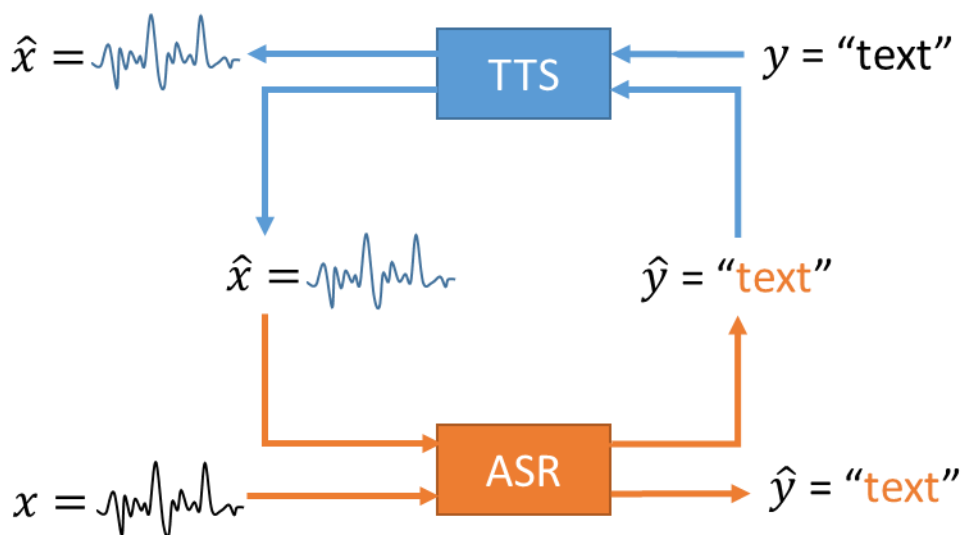 x̂ =
TTS
y = “text”
x̂ =
ŷ = “text”
x =
ASR
ŷ = “text”